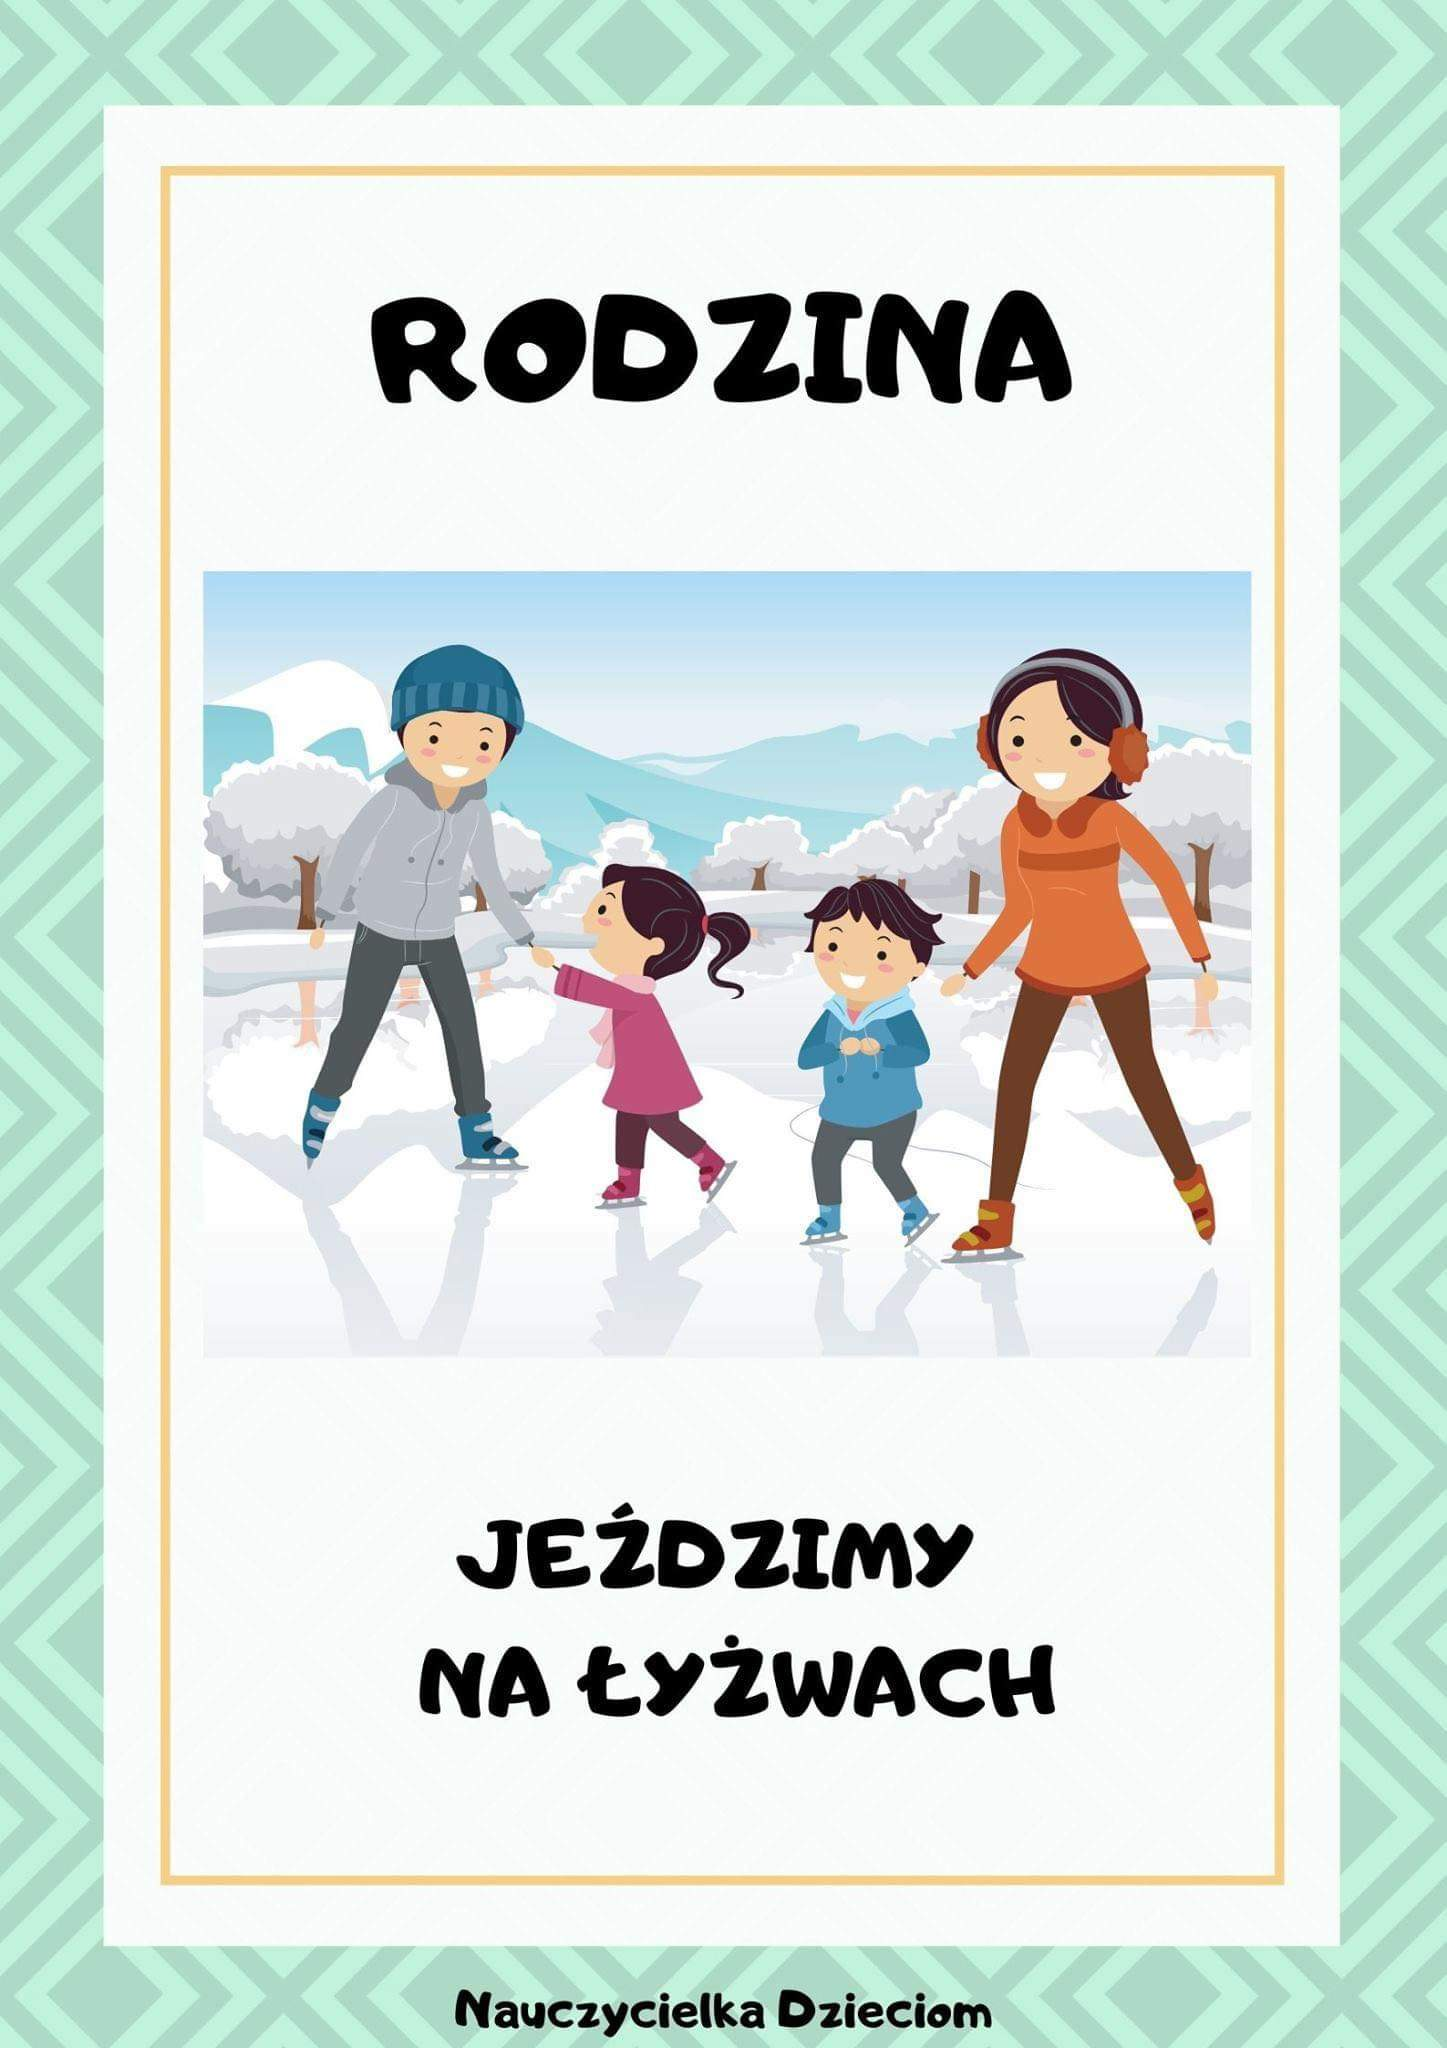 RODZINA
JEŹDZIMY
NA ŁYŻWACH
Nauczycielka Dzieciom